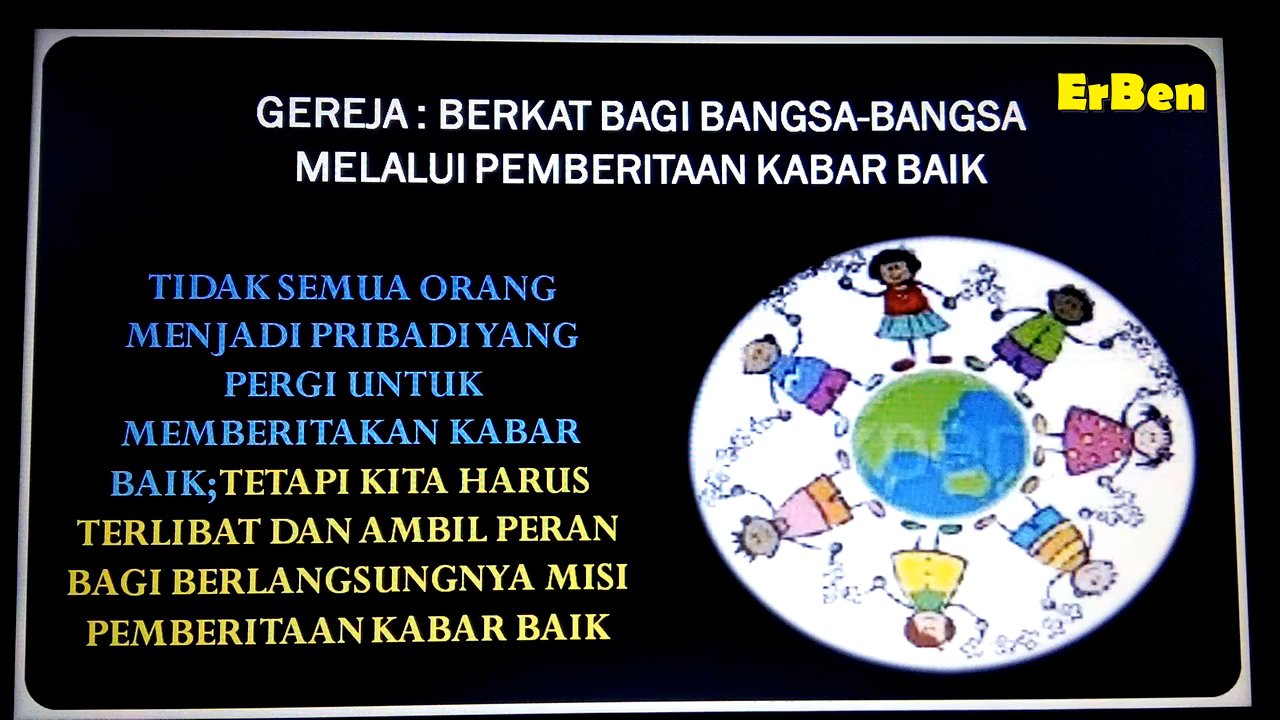 ErBen
GEREJA : BERKAT BAGI BANGSA-BANGSA
MELALUI PEMBERITAAN KABAR BAIK
TIDAK SEMUA ORANG
MENJADI PRIBADI YANG
PERGI UNTUK
MEMBERITAKAN KABAR
BAIK;TETAPI KITA HARUS
TERLIBAT DAN AMBIL PERAN
BAGI BERLANGSUNGNYA MISI
PEMBERITAAN KABAR BAIK